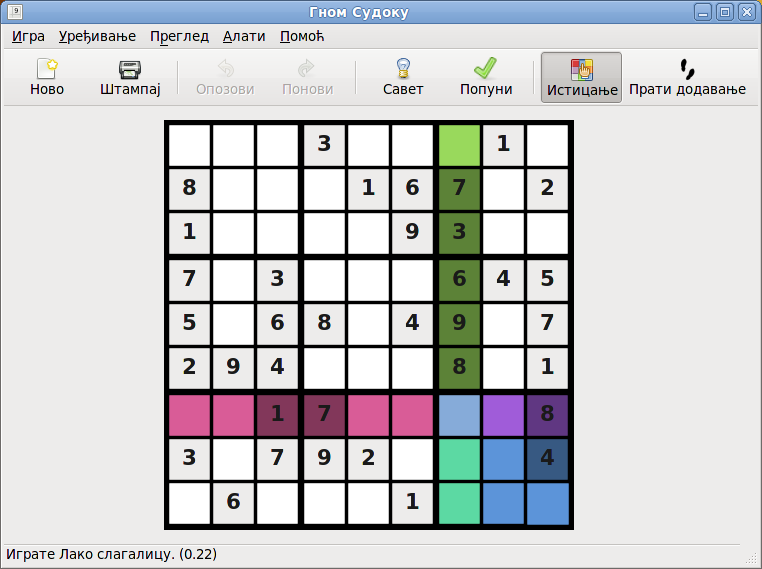 Гном Судоку
Игра Уређивање Преглед Алати Помоћ
Ново Штампај Опозови Понови Савет Попуни Истицање Прати додавање
3 1
8 1 6 7 2
1 9 3
7 3 6 4 5
5 6 8 4 9 7
2 9 4 8 1
1 7 8
3 7 9 2 4
6 1
Играте Лако слагалицу. (0.22)